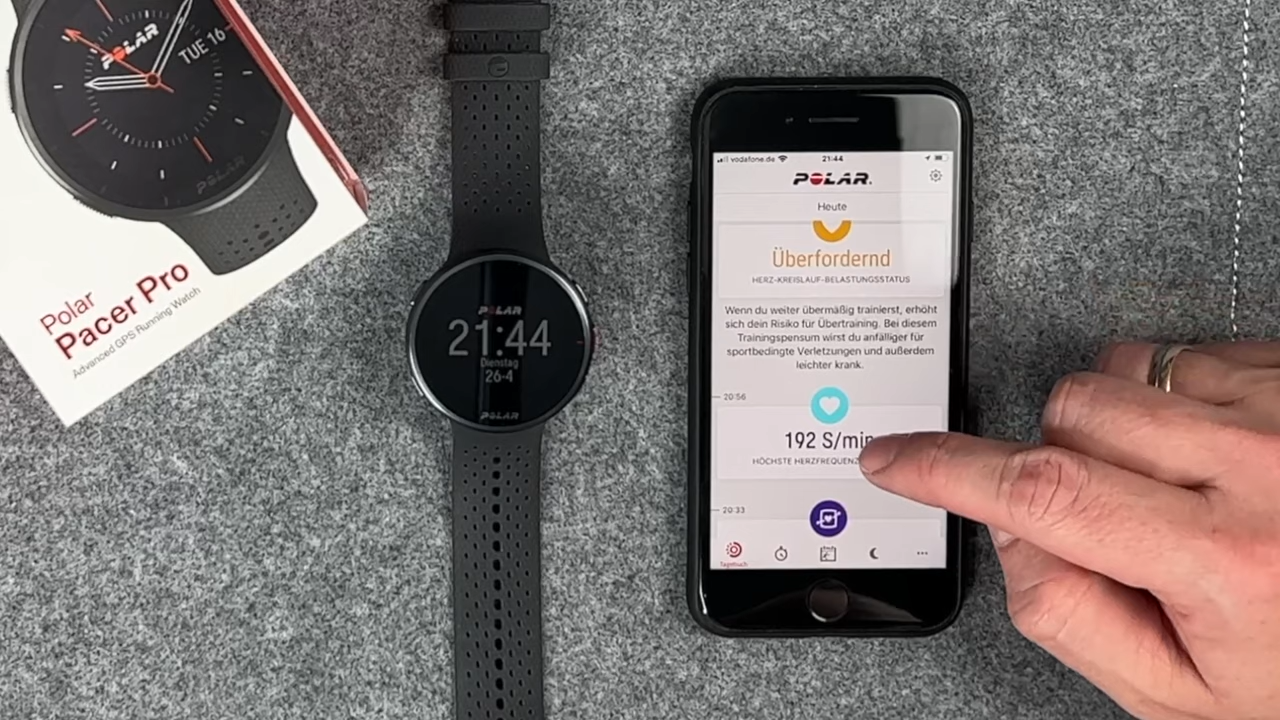 POLAR
TUE 16
POLAR
Polar
Pacer Pro
Advanced GPS Running Watch
POLAR
21:44
Dienstag
26-4
POLAR
vodafone.de
21:44
POLAR.
Heute
Überfordernd
HERZ-KREISLAUF-BELASTUNGSSTATUS
Wenn du weiter übermäßig trainierst, erhöht
sich dein Risiko für Übertraining. Bei diesem
Trainingspensum wirst du anfälliger für
sportbedingte Verletzungen und außerdem
leichter krank.
20:56
192 S/min
HÖCHSTE HERZFREQUENZ
20:33
Tagebuch